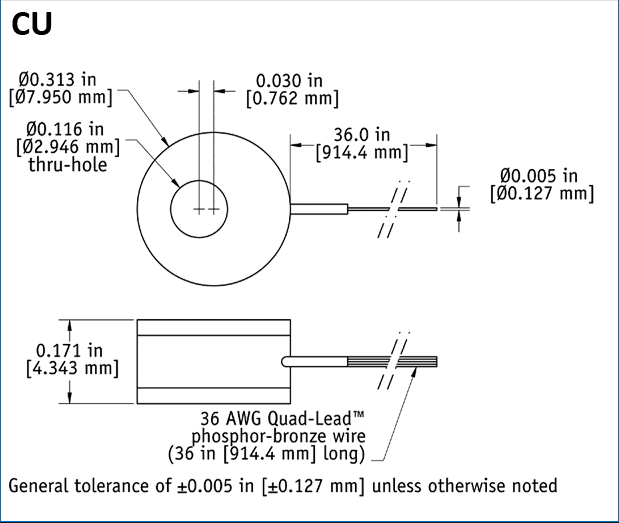 CU
Ø0.313 in
[Ø7.950 mm]
0.030 in
[0.762 mm]
Ø0.116 in
[Ø2.946 mm]
thru-hole
36.0 in
[914.4 mm]
Ø0.005 in
[Ø0.127 mm]
0.171 in
[4.343 mm]
36 AWG Quad-Lead™
phosphor-bronze wire
(36 in [914.4 mm] long)
General tolerance of ±0.005 in [±0.127 mm] unless otherwise noted